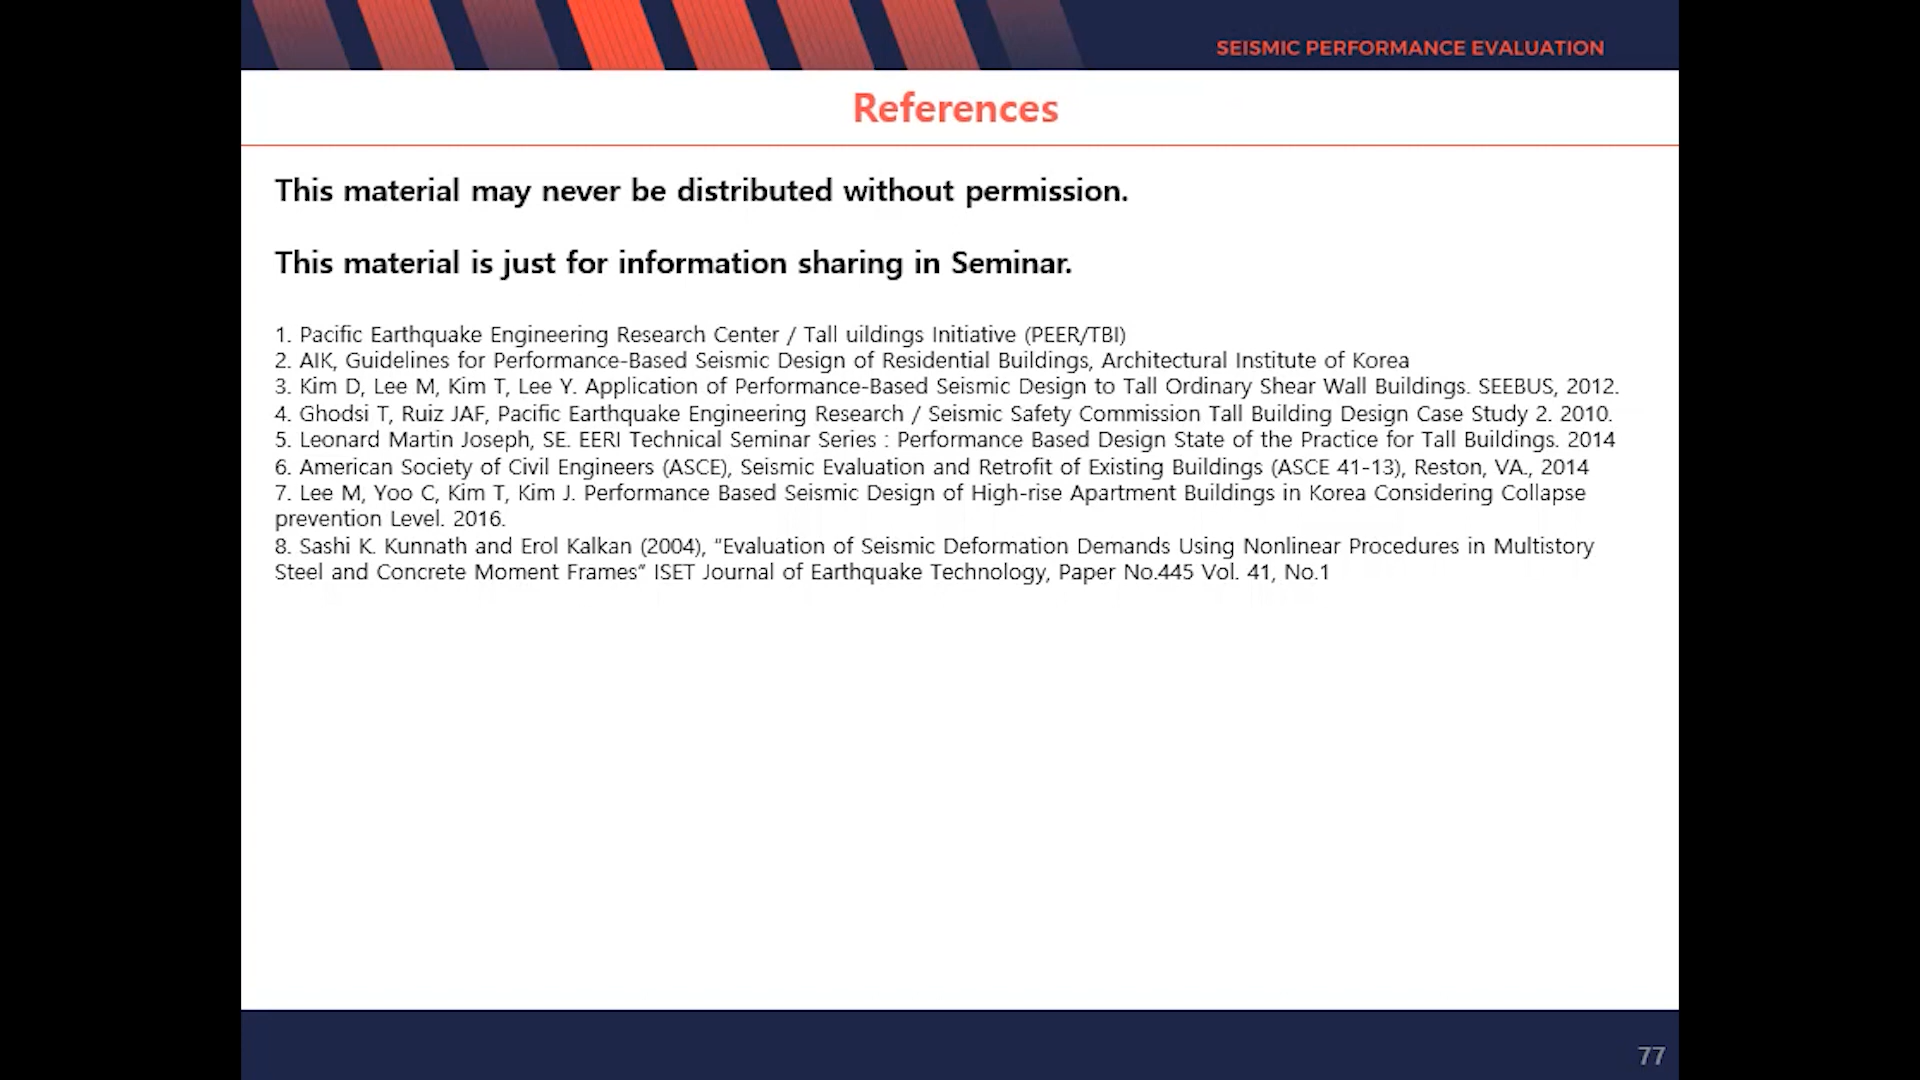 SEISMIC PERFORMANCE EVALUATION
References
This material may never be distributed without permission.
This material is just for information sharing in Seminar.
1. Pacific Earthquake Engineering Research Center / Tall uildings Initiative (PEER/TBI)
2. AIK, Guidelines for Performance-Based Seismic Design of Residential Buildings, Architectural Institute of Korea
3. Kim D, Lee M, Kim T, Lee Y. Application of Performance-Based Seismic Design to Tall Ordinary Shear Wall Buildings. SEEBUS, 2012.
4. Ghodsi T, Ruiz JAF, Pacific Earthquake Engineering Research / Seismic Safety Commission Tall Building Design Case Study 2. 2010.
5. Leonard Martin Joseph, SE. EERI Technical Seminar Series : Performance Based Design State of the Practice for Tall Buildings. 2014
6. American Society of Civil Engineers (ASCE), Seismic Evaluation and Retrofit of Existing Buildings (ASCE 41-13), Reston, VA., 2014
7. Lee M, Yoo C, Kim T, Kim J. Performance Based Seismic Design of High-rise Apartment Buildings in Korea Considering Collapse
prevention Level. 2016.
8. Sashi K. Kunnath and Erol Kalkan (2004), “Evaluation of Seismic Deformation Demands Using Nonlinear Procedures in Multistory
Steel and Concrete Moment Frames” ISET Journal of Earthquake Technology, Paper No.445 Vol. 41, No.1
77